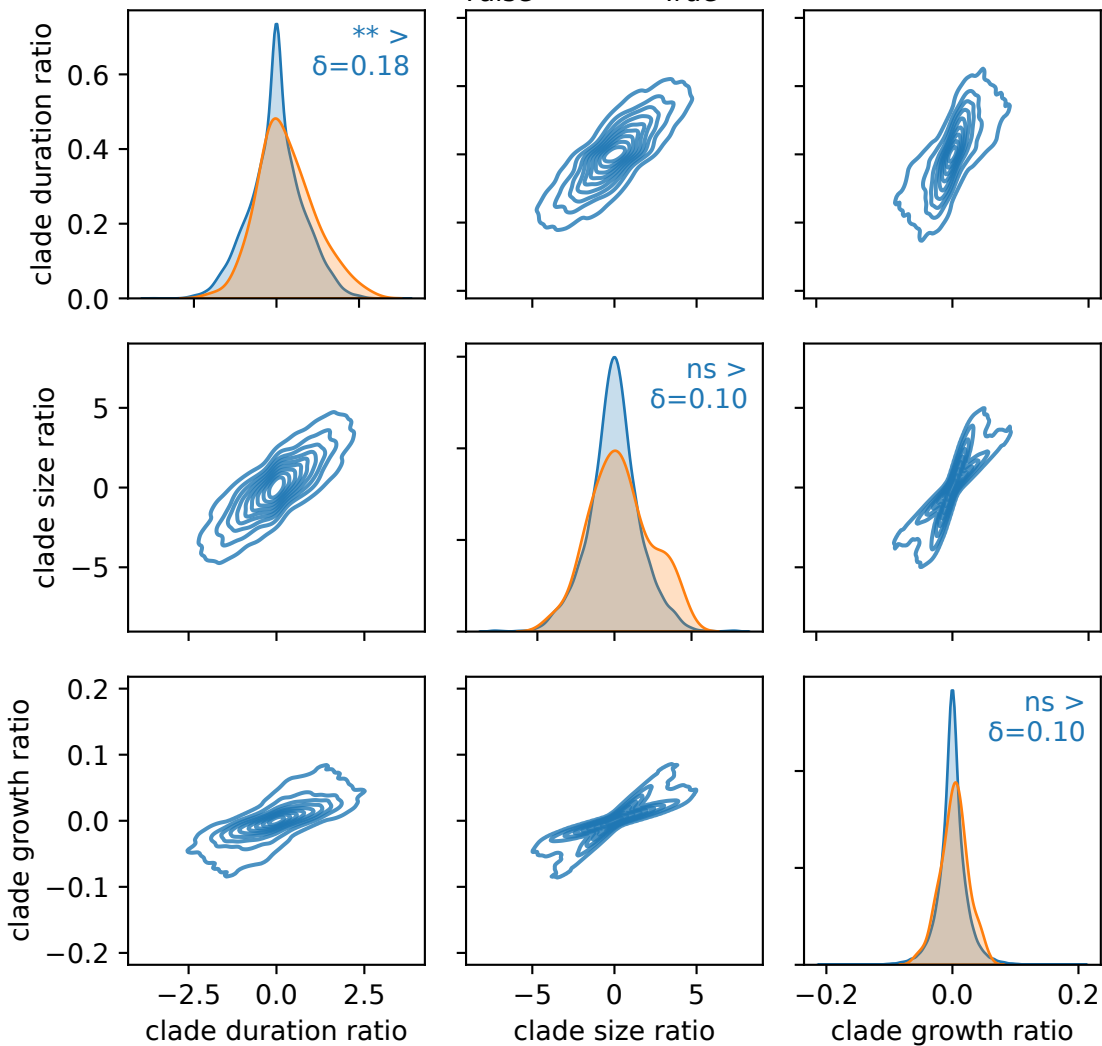 clade duration ratio
0.6
0.4
0.2
0.0
** >
δ=0.18
clade size ratio
5
0
−5
ns >
δ=0.10
clade growth ratio
0.2
0.1
0.0
−0.1
−0.2
ns >
δ=0.10
−2.5 0.0 2.5
−5 0 5
−0.2 0.0 0.2
clade duration ratio
clade size ratio
clade growth ratio